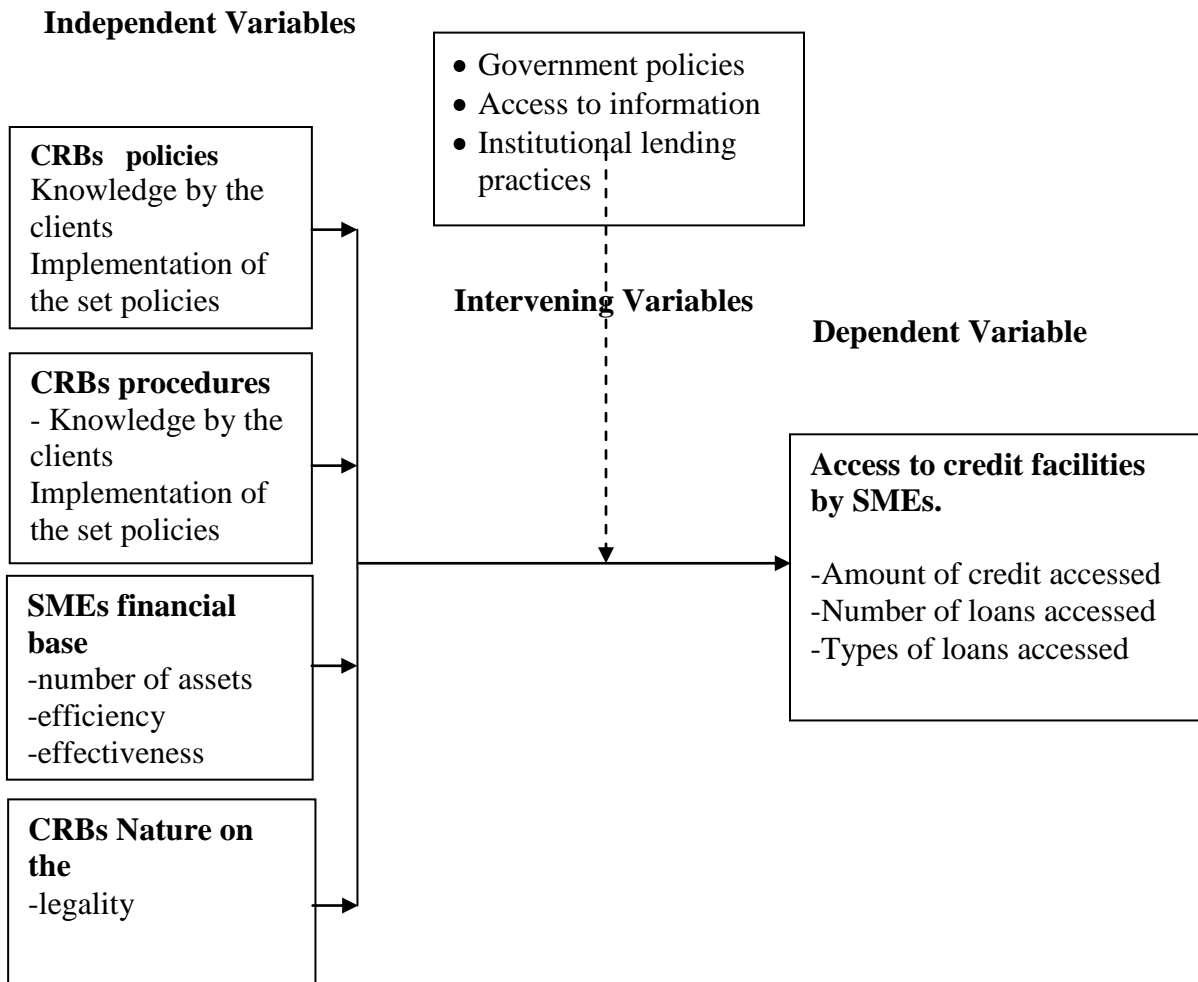 Independent Variables
• Government policies
• Access to information
• Institutional lending
practices
CRBs policies
Knowledge by the
clients
Implementation of
the set policies
Intervening Variables
Dependent Variable
CRBs procedures
- Knowledge by the
clients
Implementation of
the set policies
Access to credit facilities
by SMEs.
-Amount of credit accessed
-Number of loans accessed
-Types of loans accessed
SMEs financial
base
-number of assets
-efficiency
-effectiveness
CRBs Nature on
the
-legality